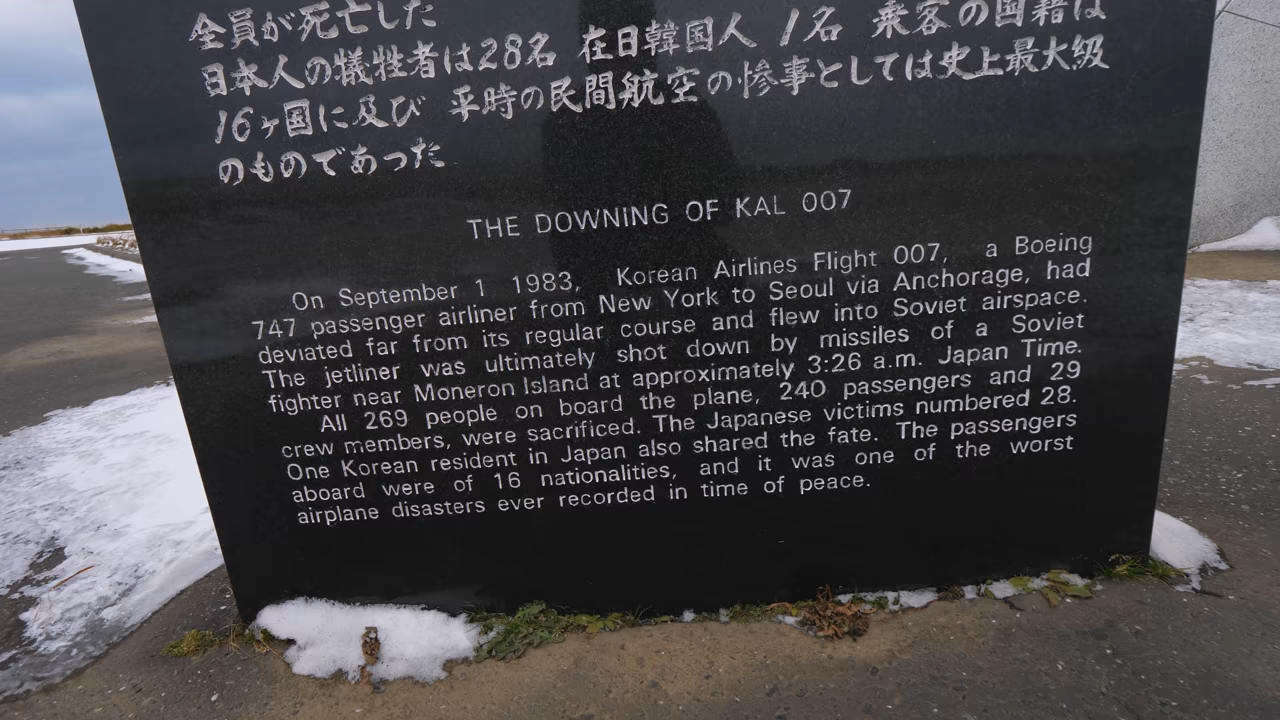 全員が死亡した
日本人の犠牲者は28名 在日韓国人 1名 乗客の国籍は
16ヶ国に及び 平時の民間航空の惨事としては史上最大級
のものであった
THE DOWNING OF KAL 007
On September 1 1983, Korean Airlines Flight 007, a Boeing
747 passenger airliner from New York to Seoul via Anchorage, had
deviated far from its regular course and flew into Soviet airspace.
The jetliner was ultimately shot down by missiles of a Soviet
fighter near Moneron Island at approximately 3:26 a.m. Japan Time.
All 269 people on board the plane, 240 passengers and 29
crew members, were sacrificed. The Japanese victims numbered 28.
One Korean resident in Japan also shared the fate. The passengers
aboard were of 16 nationalities, and it was one of the worst
airplane disasters ever recorded in time of peace.